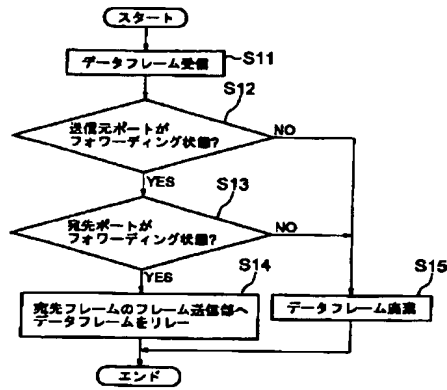 スタート
データフレーム受信
S11
S12
送信元ポートが
フォワーディング状態?
NO
YES
S13
宛先ポートが
フォワーディング状態?
NO
YES
S14
宛先フレームのフレーム送信部へ
データフレームをリレー
S15
データフレーム廃棄
エンド